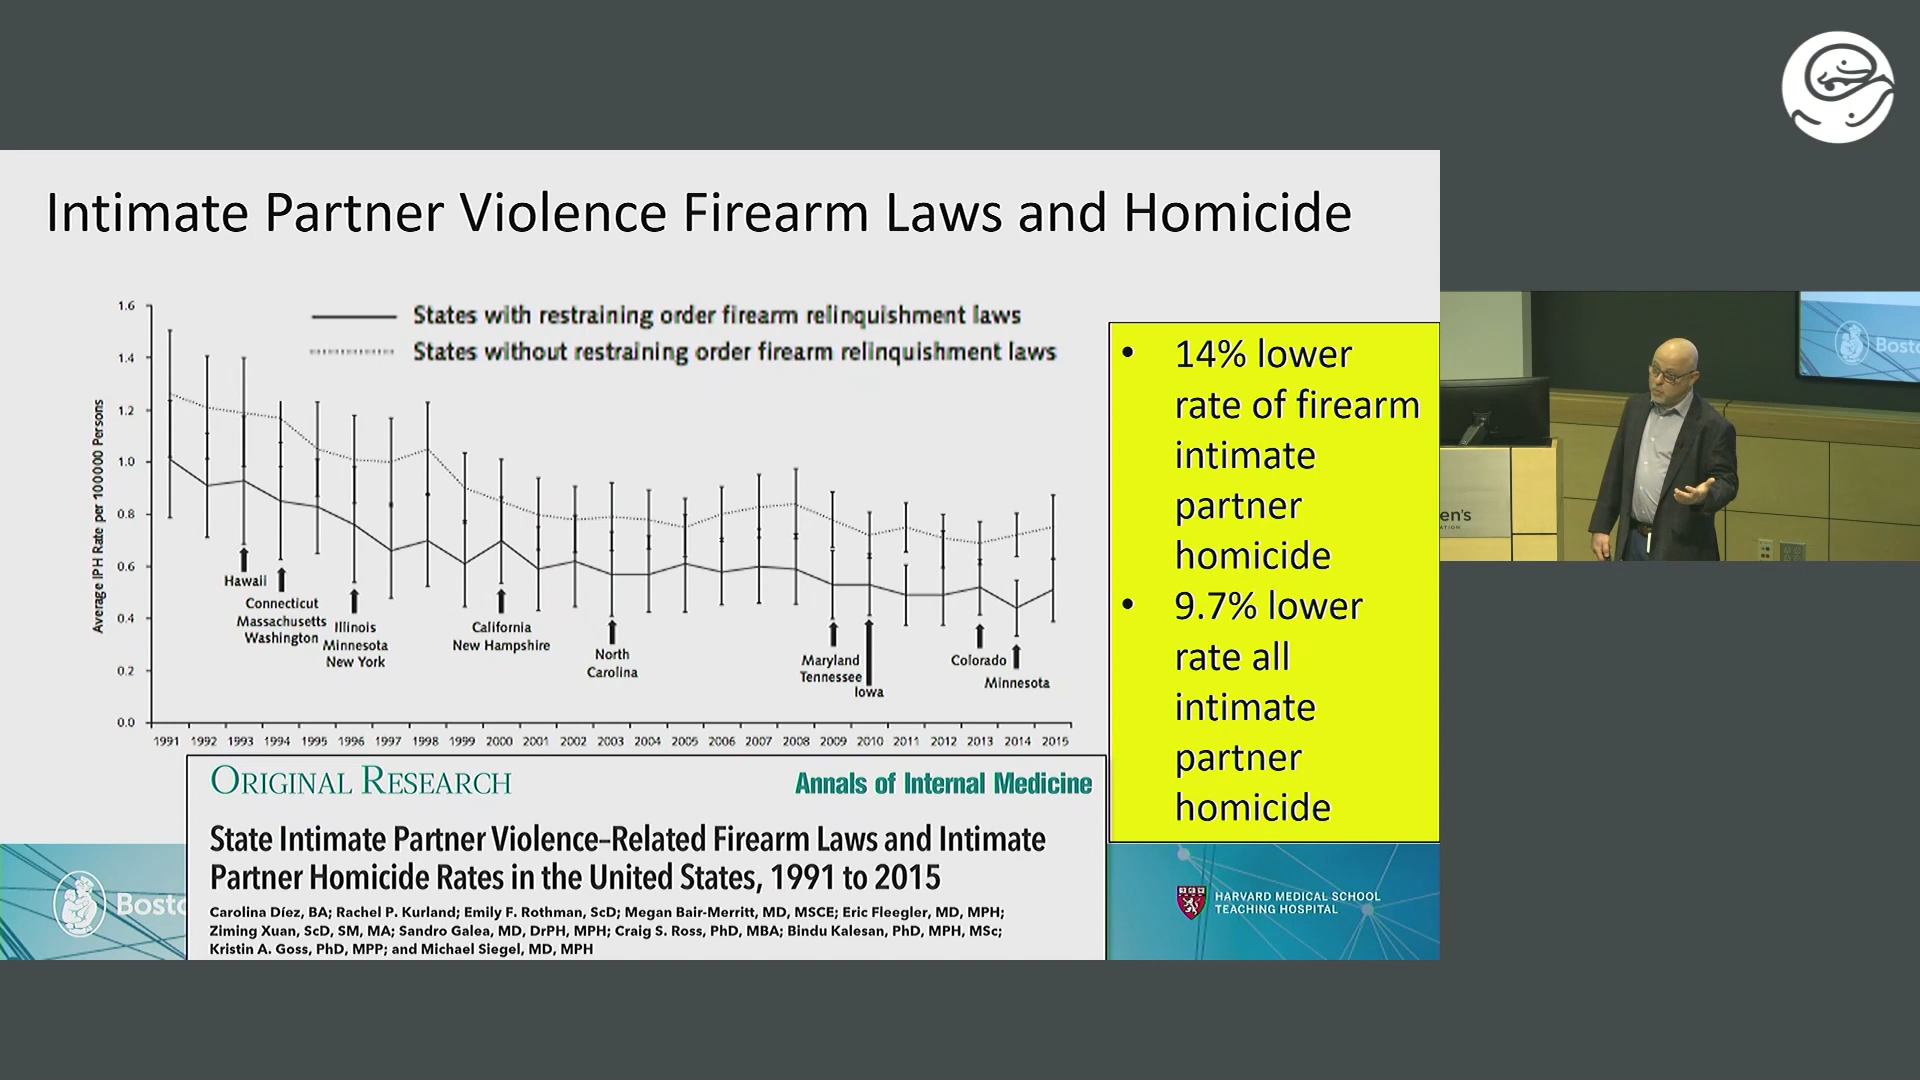 Intimate Partner Violence Firearm Laws and Homicide
States with restraining order firearm relinquishment laws
States without restraining order firearm relinquishment laws
Average IPH Rate per 100 000 Persons
1.6
1.4
1.2
1.0
0.8
0.6
0.4
0.2
0.0
Hawaii
Connecticut
Massachusetts
Washington
Illinois
Minnesota
New York
California
New Hampshire
North
Carolina
Maryland
Tennessee
Iowa
Colorado
Minnesota
1991 1992 1993 1994 1995 1996 1997 1998 1999 2000 2001 2002 2003 2004 2005 2006 2007 2008 2009 2010 2011 2012 2013 2014 2015
• 14% lower
rate of firearm
intimate
partner
homicide
• 9.7% lower
rate all
intimate
partner
homicide
ORIGINAL RESEARCH
Annals of Internal Medicine
State Intimate Partner Violence–Related Firearm Laws and Intimate
Partner Homicide Rates in the United States, 1991 to 2015
Carolina Díez, BA; Rachel P. Kurland; Emily F. Rothman, ScD; Megan Bair-Merritt, MD, MSCE; Eric Fleegler, MD, MPH;
Ziming Xuan, ScD, SM, MA; Sandro Galea, MD, DrPH, MPH; Craig S. Ross, PhD, MBA; Bindu Kalesan, PhD, MPH, MSc;
Kristin A. Goss, PhD, MPP; and Michael Siegel, MD, MPH
Bosto
HARVARD MEDICAL SCHOOL
TEACHING HOSPITAL
Bosto
en's